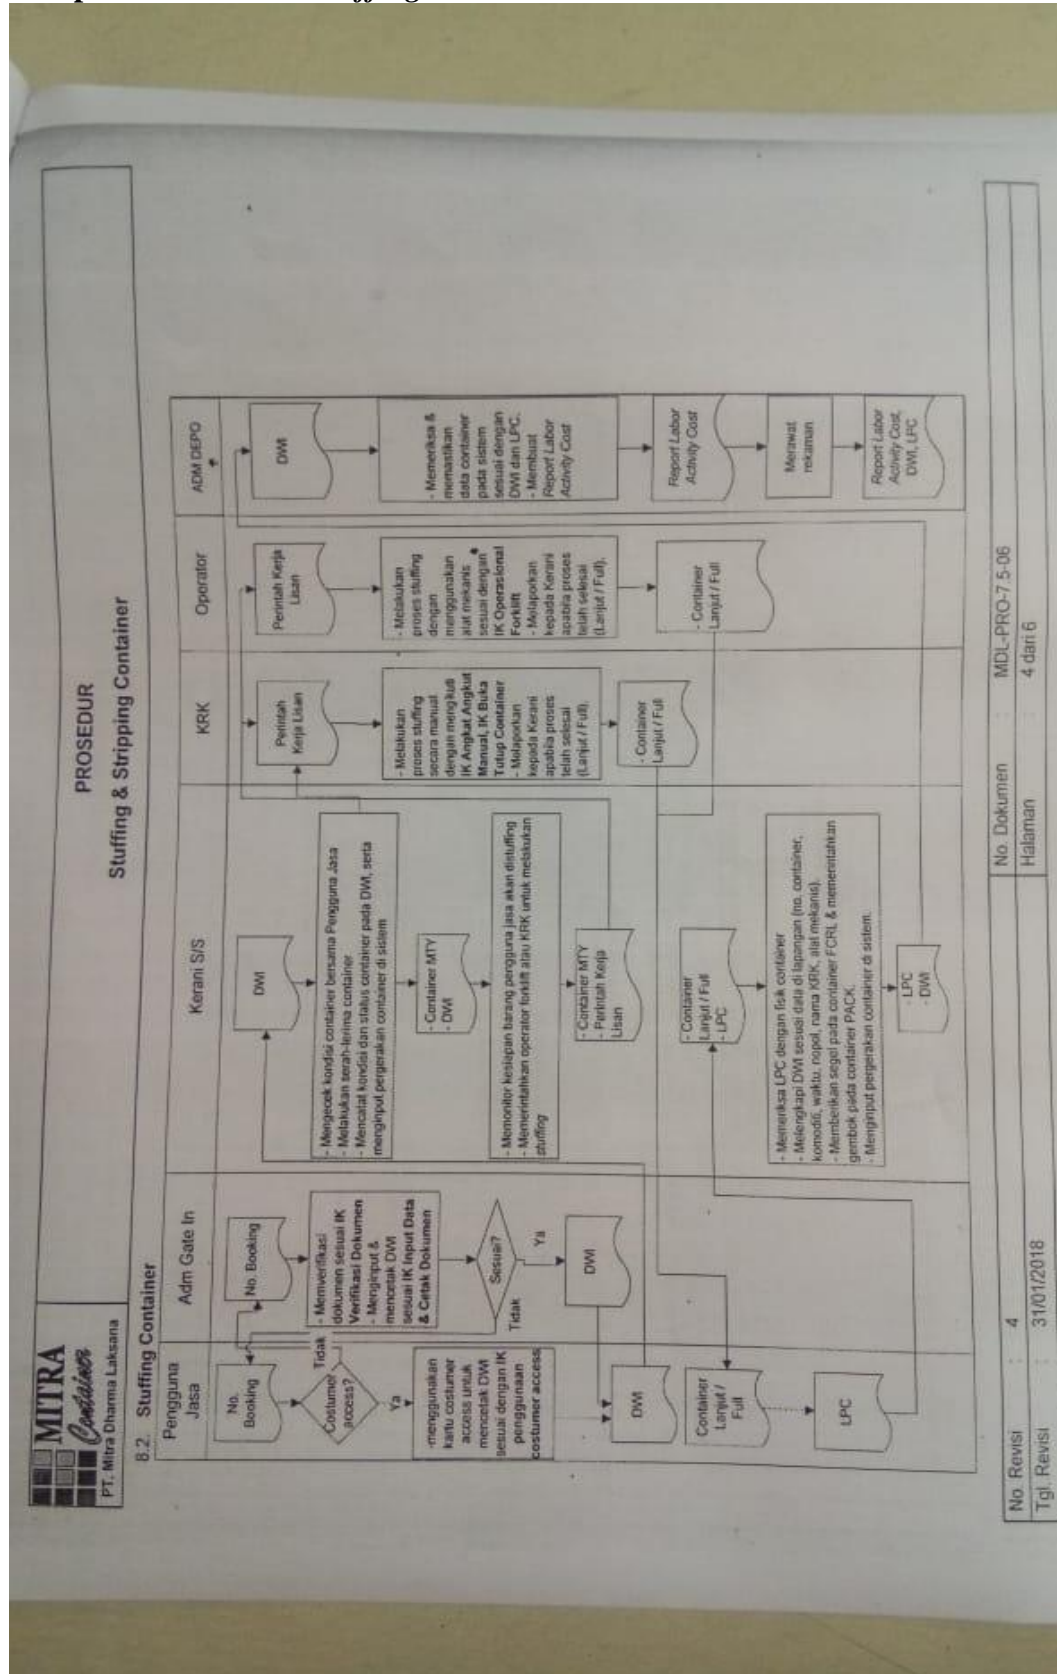 MITRA
Container
PT. Mitra Dharma Laksana
PROSEDUR
Stuffing & Stripping Container
8.2. Stuffing Container
Pengguna
Jasa
Adm Gate In
Kerani S/S
KRK
Operator
ADM DEPO
No.
Booking
Costumer
access?
Tidak
Ya
-menggunakan
kartu costumer
access untuk
mencetak DWI
sesuai dengan IK
penggunaan
costumer access.
DWI
Container
Lanjut /
Full
LPC
No. Booking
- Memverifikasi
dokumen sesuai IK
Verifikasi Dokumen
- Menginput &
mencetak DWI
sesuai IK Input Data
& Cetak Dokumen
Sesuai?
Tidak
Ya
DWI
DWI
- Mengecek kondisi container bersama Pengguna Jasa
- Melakukan serah-terima container
- Mencatat kondisi dan status container pada DWI, serta
menginput pergerakan container di sistem
- Container MTY
- DWI
- Memonitor kesiapan barang pengguna jasa akan distuffing
- Memerintahkan operator forklift atau KRK untuk melakukan
stuffing
- Container MTY
- Perintah Kerja
Lisan
- Container
Lanjut / Full
- LPC
- Memeriksa LPC dengan fisik container
- Melengkapi DWI sesuai data di lapangan (no. container,
komoditi, waktu, nopol, nama KRK, alat mekanis).
- Memberikan segel pada container FCRL & memerintahkan
gembok pada container PACK.
- Menginput pergerakan container di sistem.
- LPC
- DWI
Perintah
Kerja Lisan
- Melakukan
proses stuffing
secara manual
dengan mengikuti
IK Angkat Angkut
Manual, IK Buka
Tutup Container
- Melaporkan
kepada Kerani
apabila proses
telah selesai
(Lanjut / Full).
- Container
Lanjut / Full
Perintah Kerja
Lisan
- Melakukan
proses stuffing
dengan
menggunakan
alat mekanis
sesuai dengan
IK Operasional
Forklift
- Melaporkan
kepada Kerani
apabila proses
telah selesai
(Lanjut / Full).
- Container
Lanjut / Full
DWI
- Memeriksa &
memastikan
data container
pada sistem
sesuai dengan
DWI dan LPC.
- Membuat
Report Labor
Activity Cost
Report Labor
Activity Cost
Merawat
rekaman
Report Labor
Activity Cost,
DWI, LPC
No. Revisi : 4
No. Dokumen : MDL-PRO-7.5-06
Tgl. Revisi : 31/01/2018
Halaman : 4 dari 6